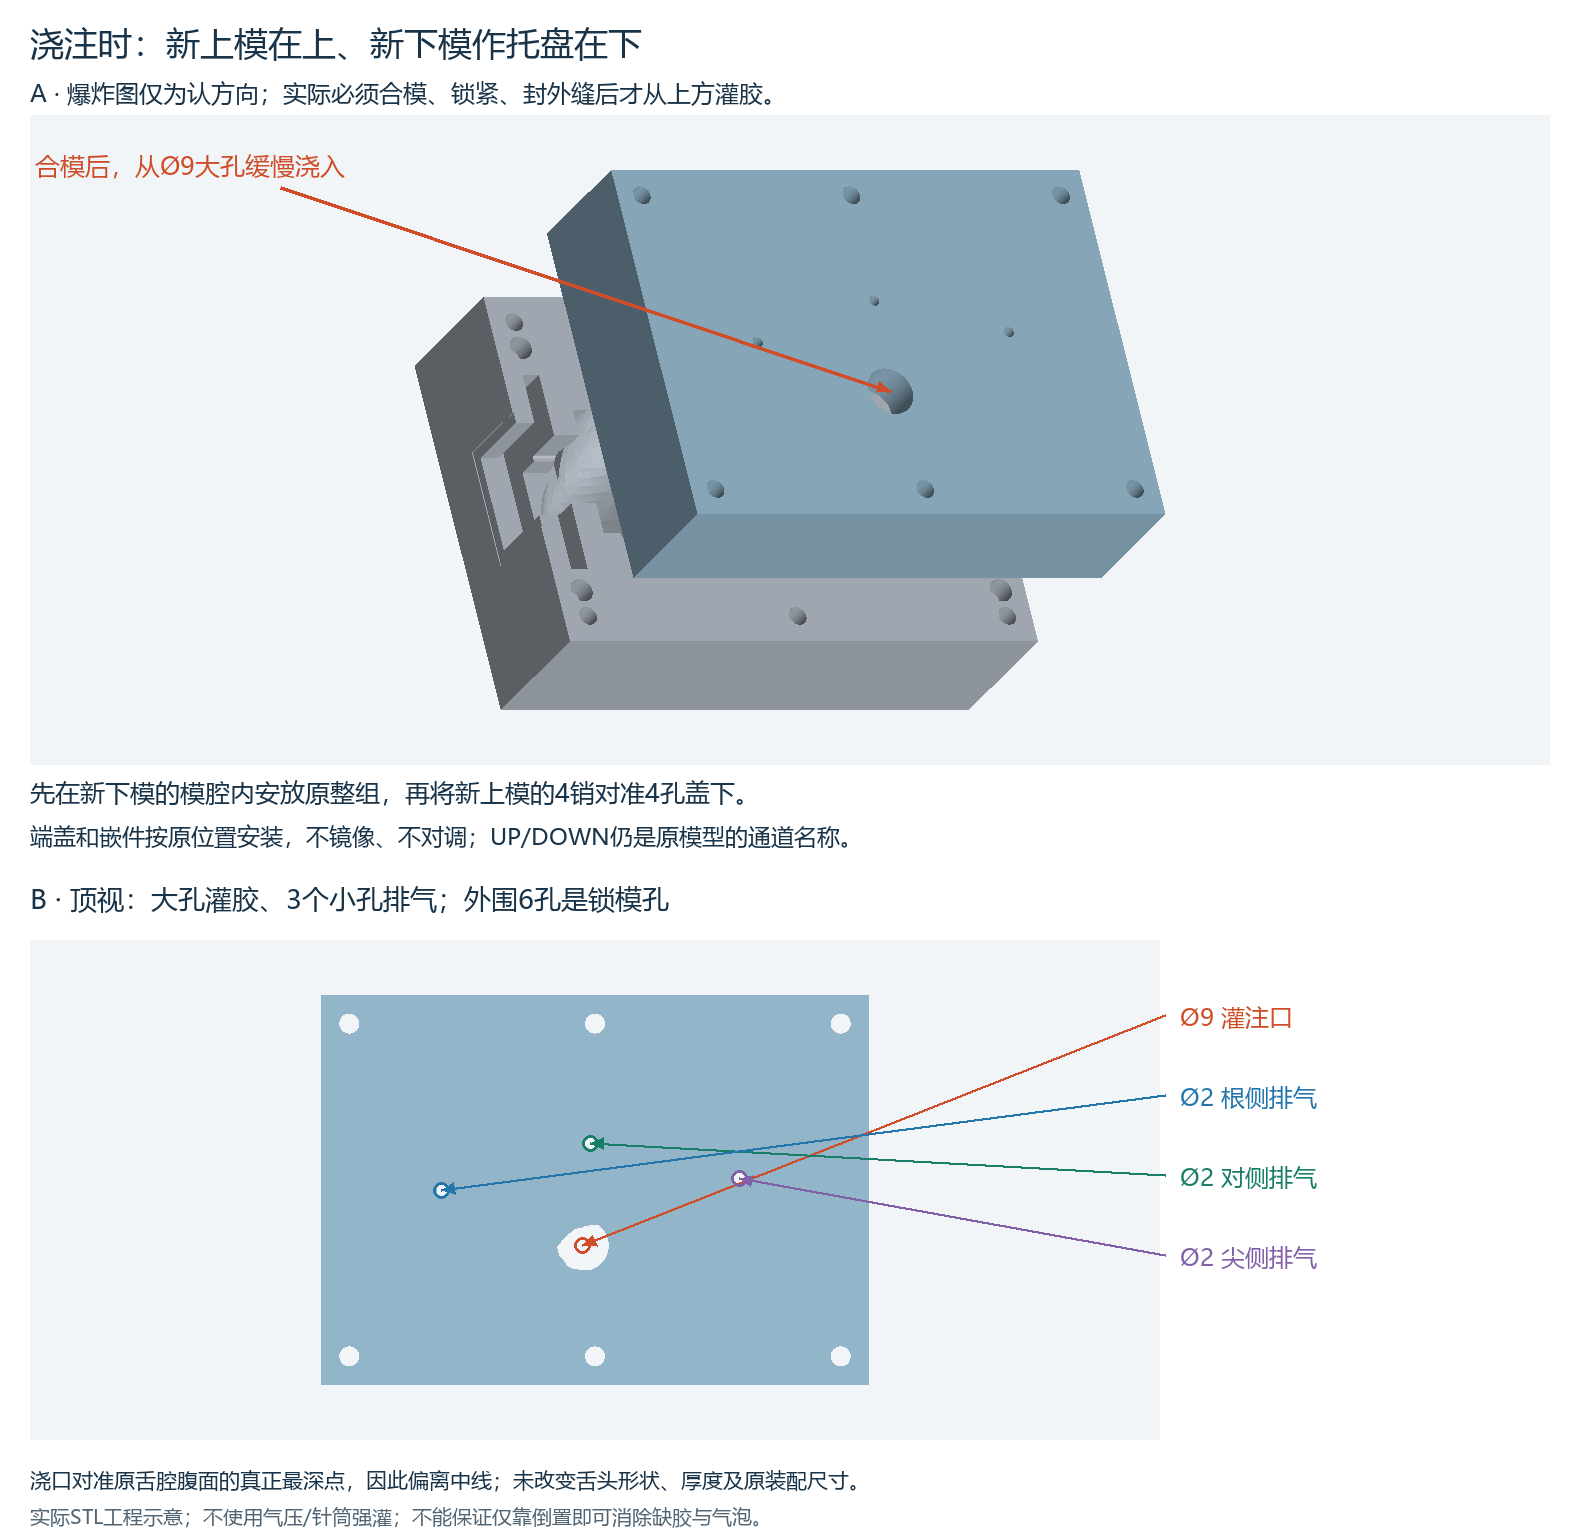 浇注时：新上模在上、新下模作托盘在下
A · 爆炸图仅为认方向；实际必须合模、锁紧、封外缝后才从上方灌胶。
合模后，从Ø9大孔缓慢浇入
先在新下模的模腔内安放原整组，再将新上模的4销对准4孔盖下。
端盖和嵌件按原位置安装，不镜像、不对调；UP/DOWN仍是原模型的通道名称。
B · 顶视：大孔灌胶、3个小孔排气；外围6孔是锁模孔
Ø9 灌注口
Ø2 根侧排气
Ø2 对侧排气
Ø2 尖侧排气
浇口对准原舌腔腹面的真正最深点，因此偏离中线；未改变舌头形状、厚度及原装配尺寸。
实际STL工程示意；不使用气压/针筒强灌；不能保证仅靠倒置即可消除缺胶与气泡。